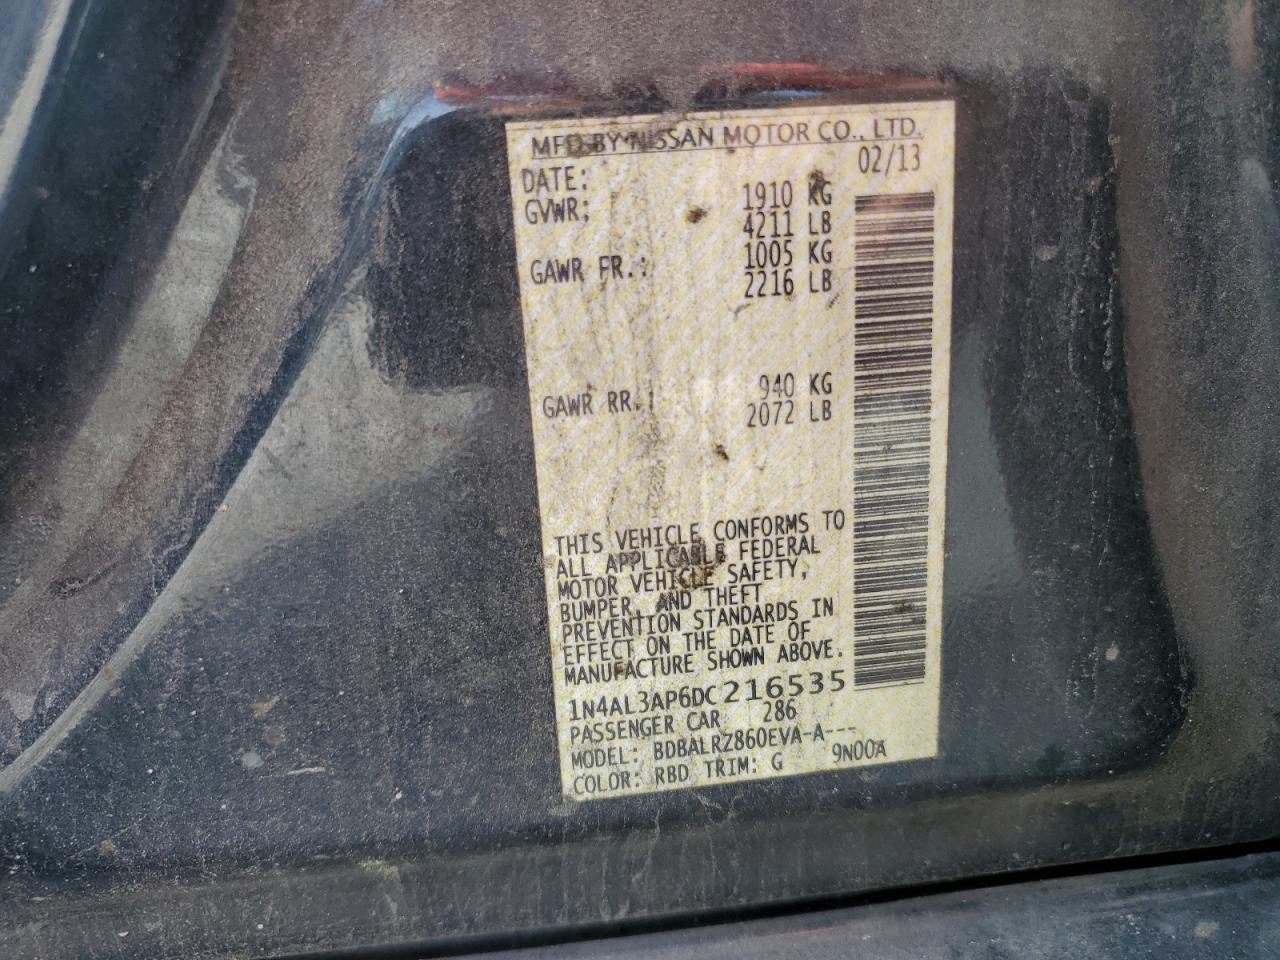 MFD BY NISSAN MOTOR CO., LTD.
DATE: 02/13
GVWR: 1910 KG
4211 LB
GAWR FR.: 1005 KG
2216 LB
GAWR RR.: 940 KG
2072 LB
THIS VEHICLE CONFORMS TO
ALL APPLICABLE FEDERAL
MOTOR VEHICLE SAFETY,
BUMPER, AND THEFT
PREVENTION STANDARDS IN
EFFECT ON THE DATE OF
MANUFACTURE SHOWN ABOVE.
1N4AL3AP6DC216535
PASSENGER CAR 286
MODEL: BDBALRZ860EVA-A---
COLOR: RBD TRIM: G 9N00A